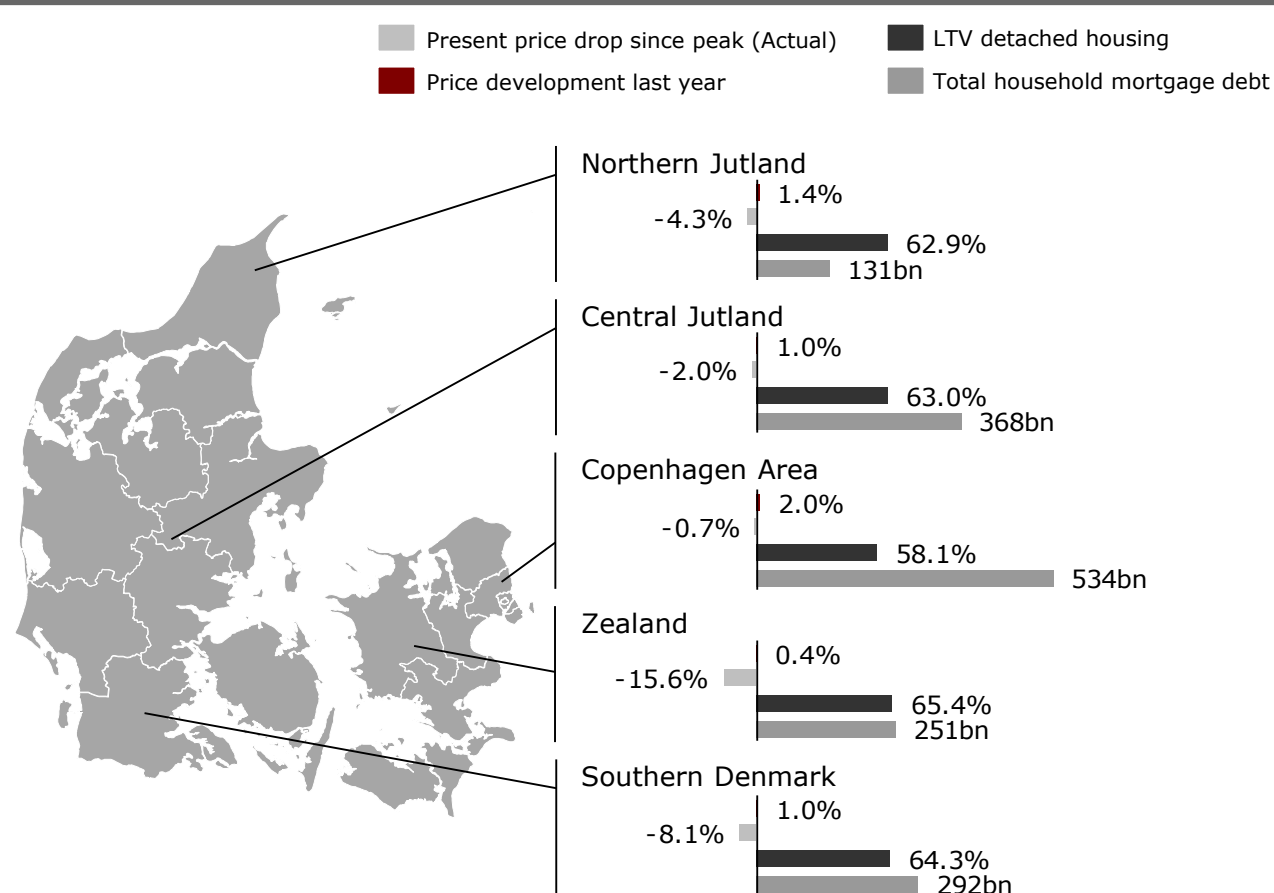 Present price drop since peak (Actual)
LTV detached housing
Price development last year
Total household mortgage debt
Northern Jutland
1.4%
-4.3%
62.9%
131bn
Central Jutland
1.0%
-2.0%
63.0%
368bn
Copenhagen Area
2.0%
-0.7%
58.1%
534bn
Zealand
0.4%
-15.6%
65.4%
251bn
Southern Denmark
1.0%
-8.1%
64.3%
292bn